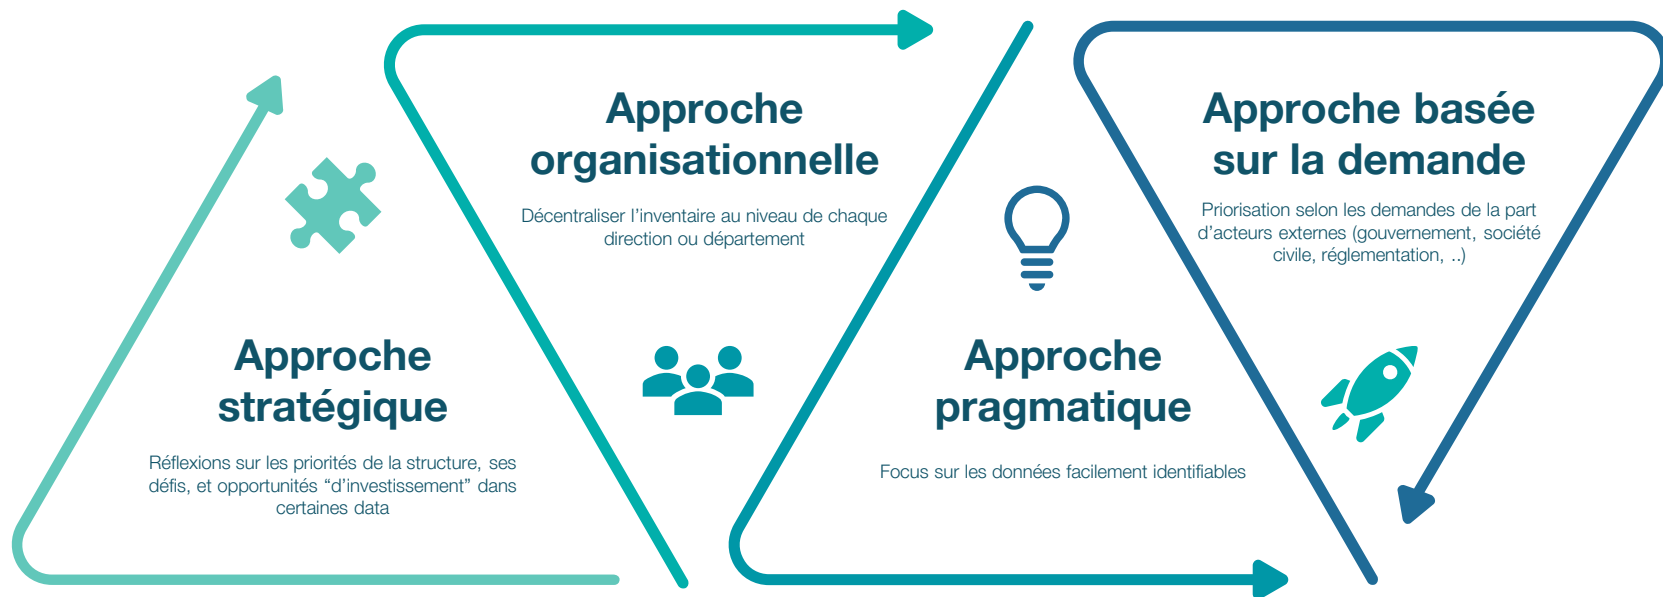 Approche
stratégique
Réflexions sur les priorités de la structure, ses
défis, et opportunités “d’investissement” dans
certaines data
Approche
organisationnelle
Décentraliser l’inventaire au niveau de chaque
direction ou département
Approche
pragmatique
Focus sur les données facilement identifiables
Approche basée
sur la demande
Priorisation selon les demandes de la part
d’acteurs externes (gouvernement, société
civile, réglementation, ..)